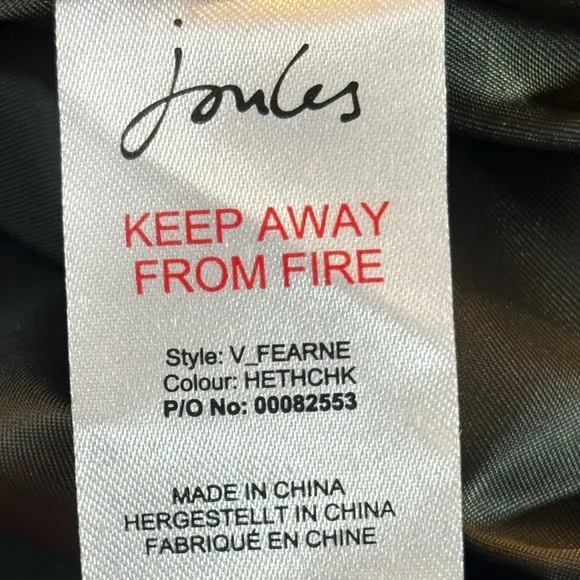 Joules
KEEP AWAY
FROM FIRE
Style: V_FEARNE
Colour: HETHCHK
P/O No: 00082553
MADE IN CHINA
HERGESTELLT IN CHINA
FABRIQUÉ EN CHINE